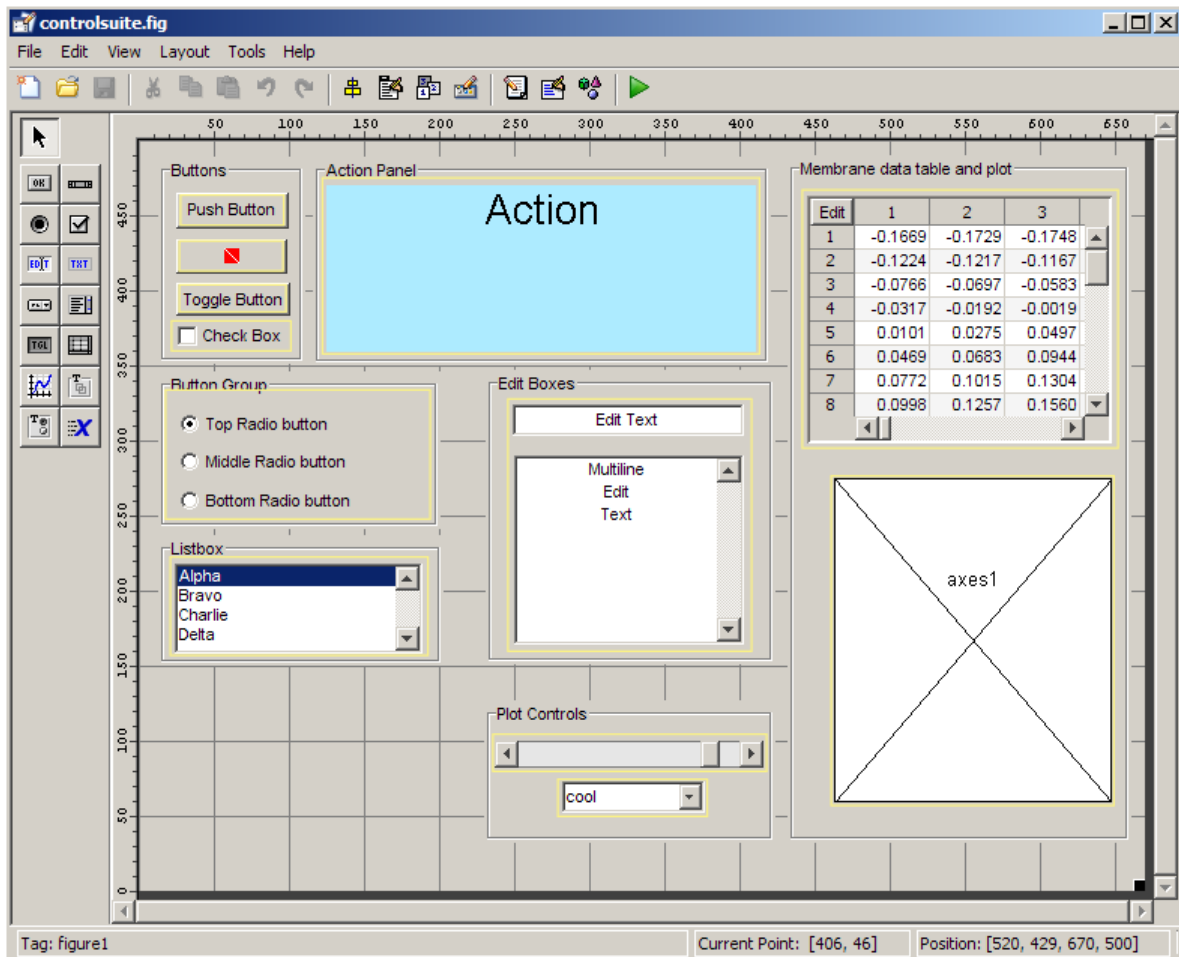 controlsuite.fig
File Edit View Layout Tools Help
50 100 150 200 250 300 350 400 450 500 550 600 650
OK
EDIT TXT
TGL
450
400
350
300
250
200
150
100
50
0
Buttons
Push Button
Toggle Button
Check Box
Action Panel
Action
Button Group
Top Radio button
Middle Radio button
Bottom Radio button
Listbox
Alpha
Bravo
Charlie
Delta
Edit Boxes
Edit Text
Multiline
Edit
Text
Plot Controls
cool
Membrane data table and plot
Edit 1 2 3
1 -0.1669 -0.1729 -0.1748
2 -0.1224 -0.1217 -0.1167
3 -0.0766 -0.0697 -0.0583
4 -0.0317 -0.0192 -0.0019
5 0.0101 0.0275 0.0497
6 0.0469 0.0683 0.0944
7 0.0772 0.1015 0.1304
8 0.0998 0.1257 0.1560
axes1
Tag: figure1
Current Point: [406, 46]
Position: [520, 429, 670, 500]